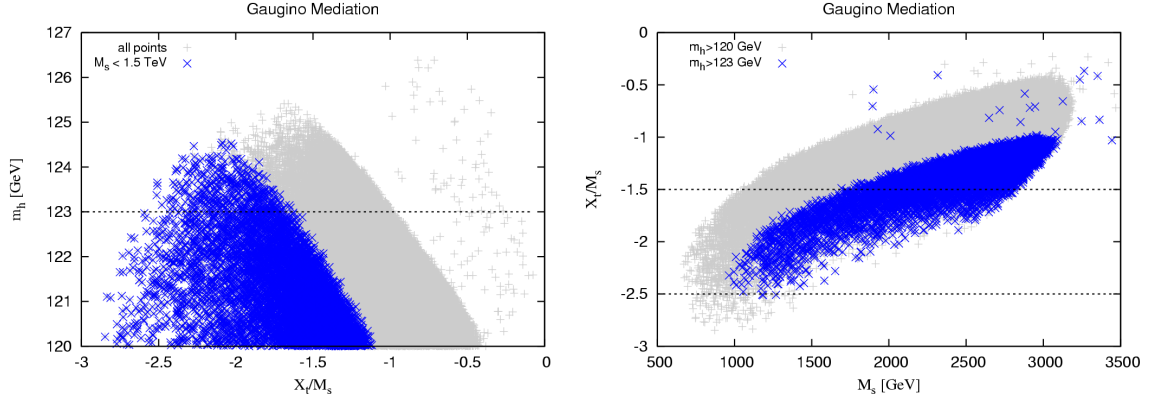 Gaugino Mediation
all points
M_s < 1.5 TeV
127
126
125
124
123
122
121
120
m_h [GeV]
-3
-2.5
-2
-1.5
-1
-0.5
0
X_t/M_s
Gaugino Mediation
m_h>120 GeV
m_h>123 GeV
0
-0.5
-1
-1.5
-2
-2.5
-3
X_t/M_s
500
1000
1500
2000
2500
3000
3500
M_s [GeV]